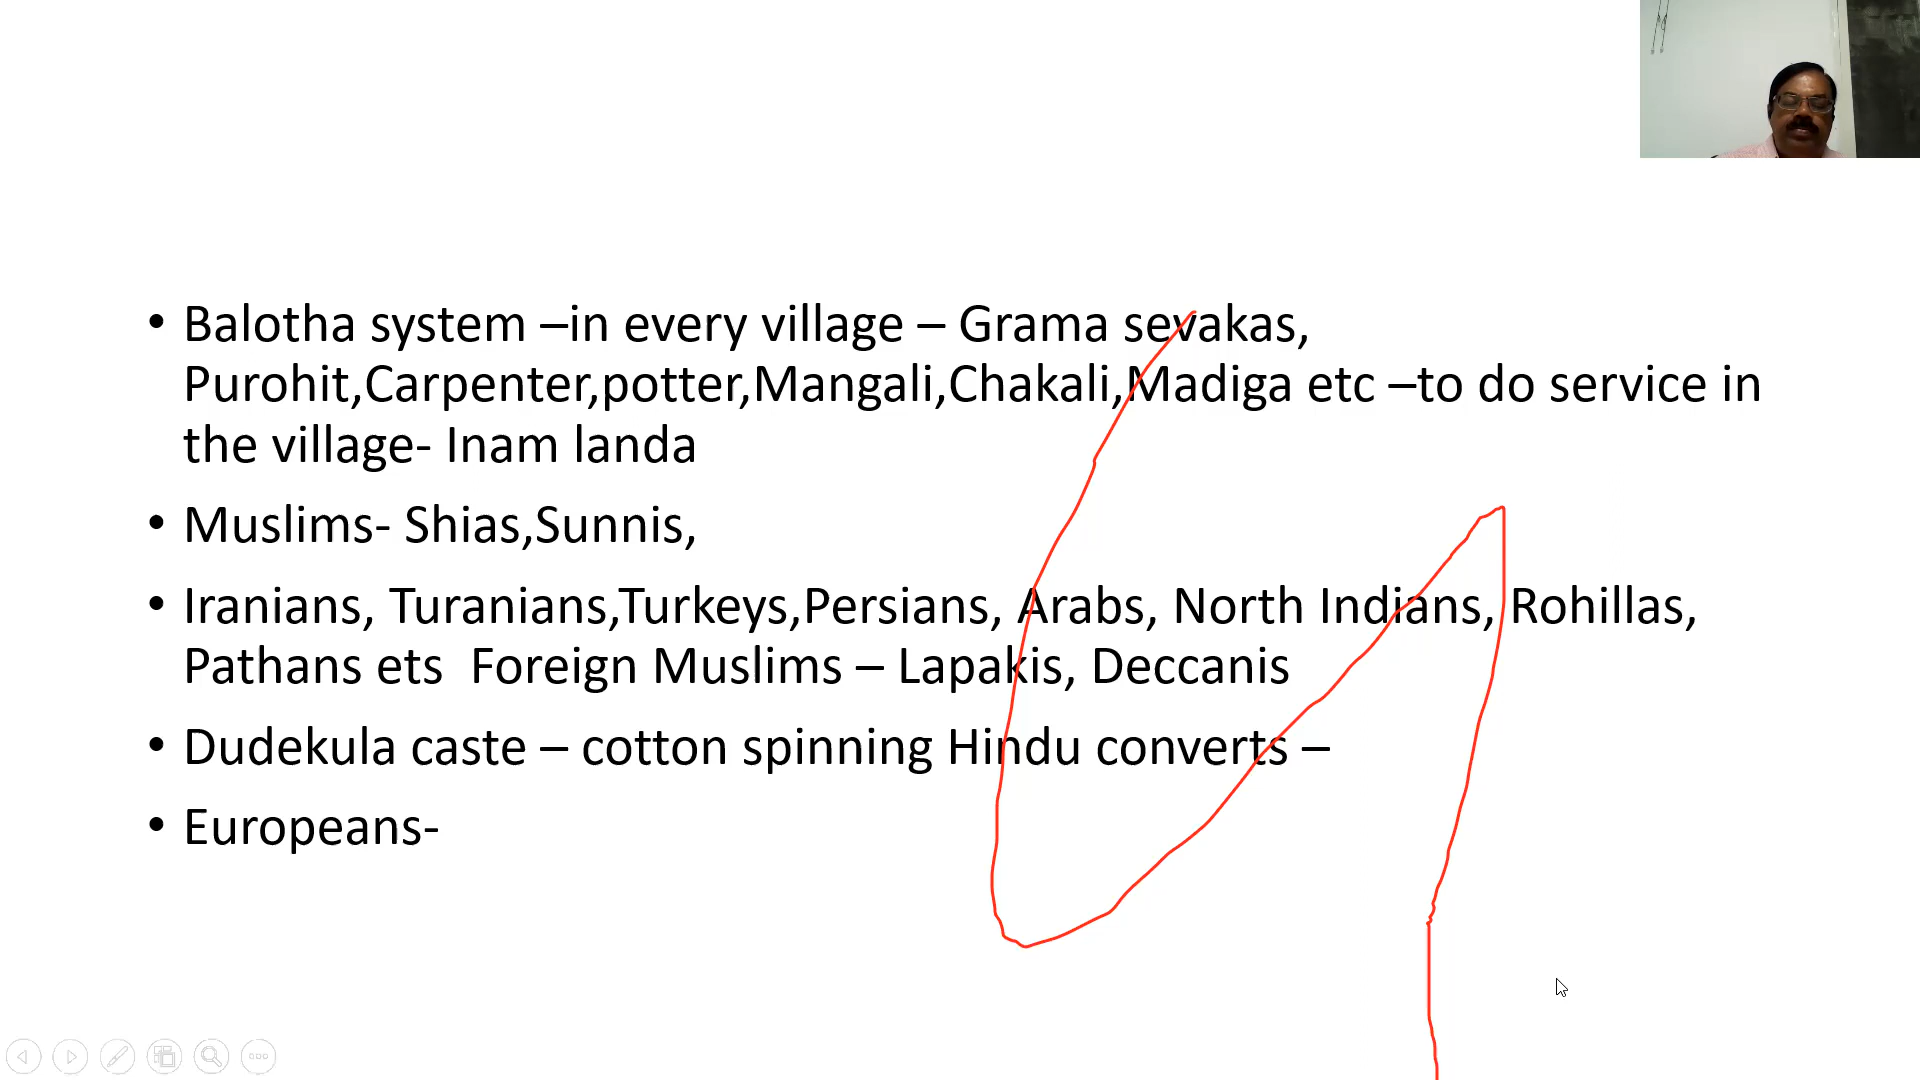 • Balotha system –in every village – Grama sevakas,
Purohit,Carpenter,potter,Mangali,Chakali,Madiga etc –to do service in
the village- Inam landa
• Muslims- Shias,Sunnis,
• Iranians, Turanians,Turkeys,Persians, Arabs, North Indians, Rohillas,
Pathans ets  Foreign Muslims – Lapakis, Deccanis
• Dudekula caste – cotton spinning Hindu converts –
• Europeans-